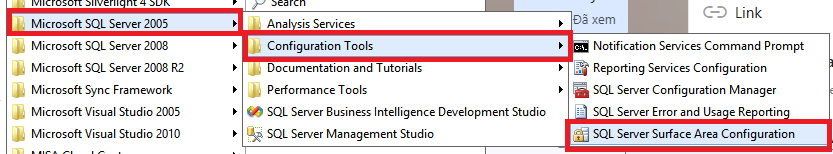 Microsoft Silverlight 4 SDK
Microsoft SQL Server 2005
Microsoft SQL Server 2008
Microsoft SQL Server 2008 R2
Microsoft Sync Framework
Microsoft Visual Studio 2005
Microsoft Visual Studio 2010
Search
Analysis Services
Configuration Tools
Documentation and Tutorials
Performance Tools
SQL Server Business Intelligence Development Studio
SQL Server Management Studio
Đã xem
Link
Notification Services Command Prompt
Reporting Services Configuration
SQL Server Configuration Manager
SQL Server Error and Usage Reporting
SQL Server Surface Area Configuration